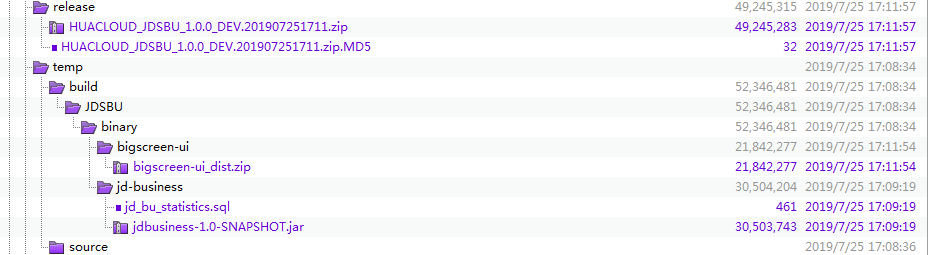 release 49,245,315 2019/7/25 17:11:57
HUACLOUD_JDSBU_1.0.0_DEV.201907251711.zip 49,245,283 2019/7/25 17:11:57
HUACLOUD_JDSBU_1.0.0_DEV.201907251711.zip.MD5 32 2019/7/25 17:11:57
temp 2019/7/25 17:08:34
build 52,346,481 2019/7/25 17:08:34
JDSBU 52,346,481 2019/7/25 17:08:34
binary 52,346,481 2019/7/25 17:08:34
bigscreen-ui 21,842,277 2019/7/25 17:11:54
bigscreen-ui_dist.zip 21,842,277 2019/7/25 17:11:54
jd-business 30,504,204 2019/7/25 17:09:19
jd_bu_statistics.sql 461 2019/7/25 17:09:19
jdbusiness-1.0-SNAPSHOT.jar 30,503,743 2019/7/25 17:09:19
source 2019/7/25 17:08:36